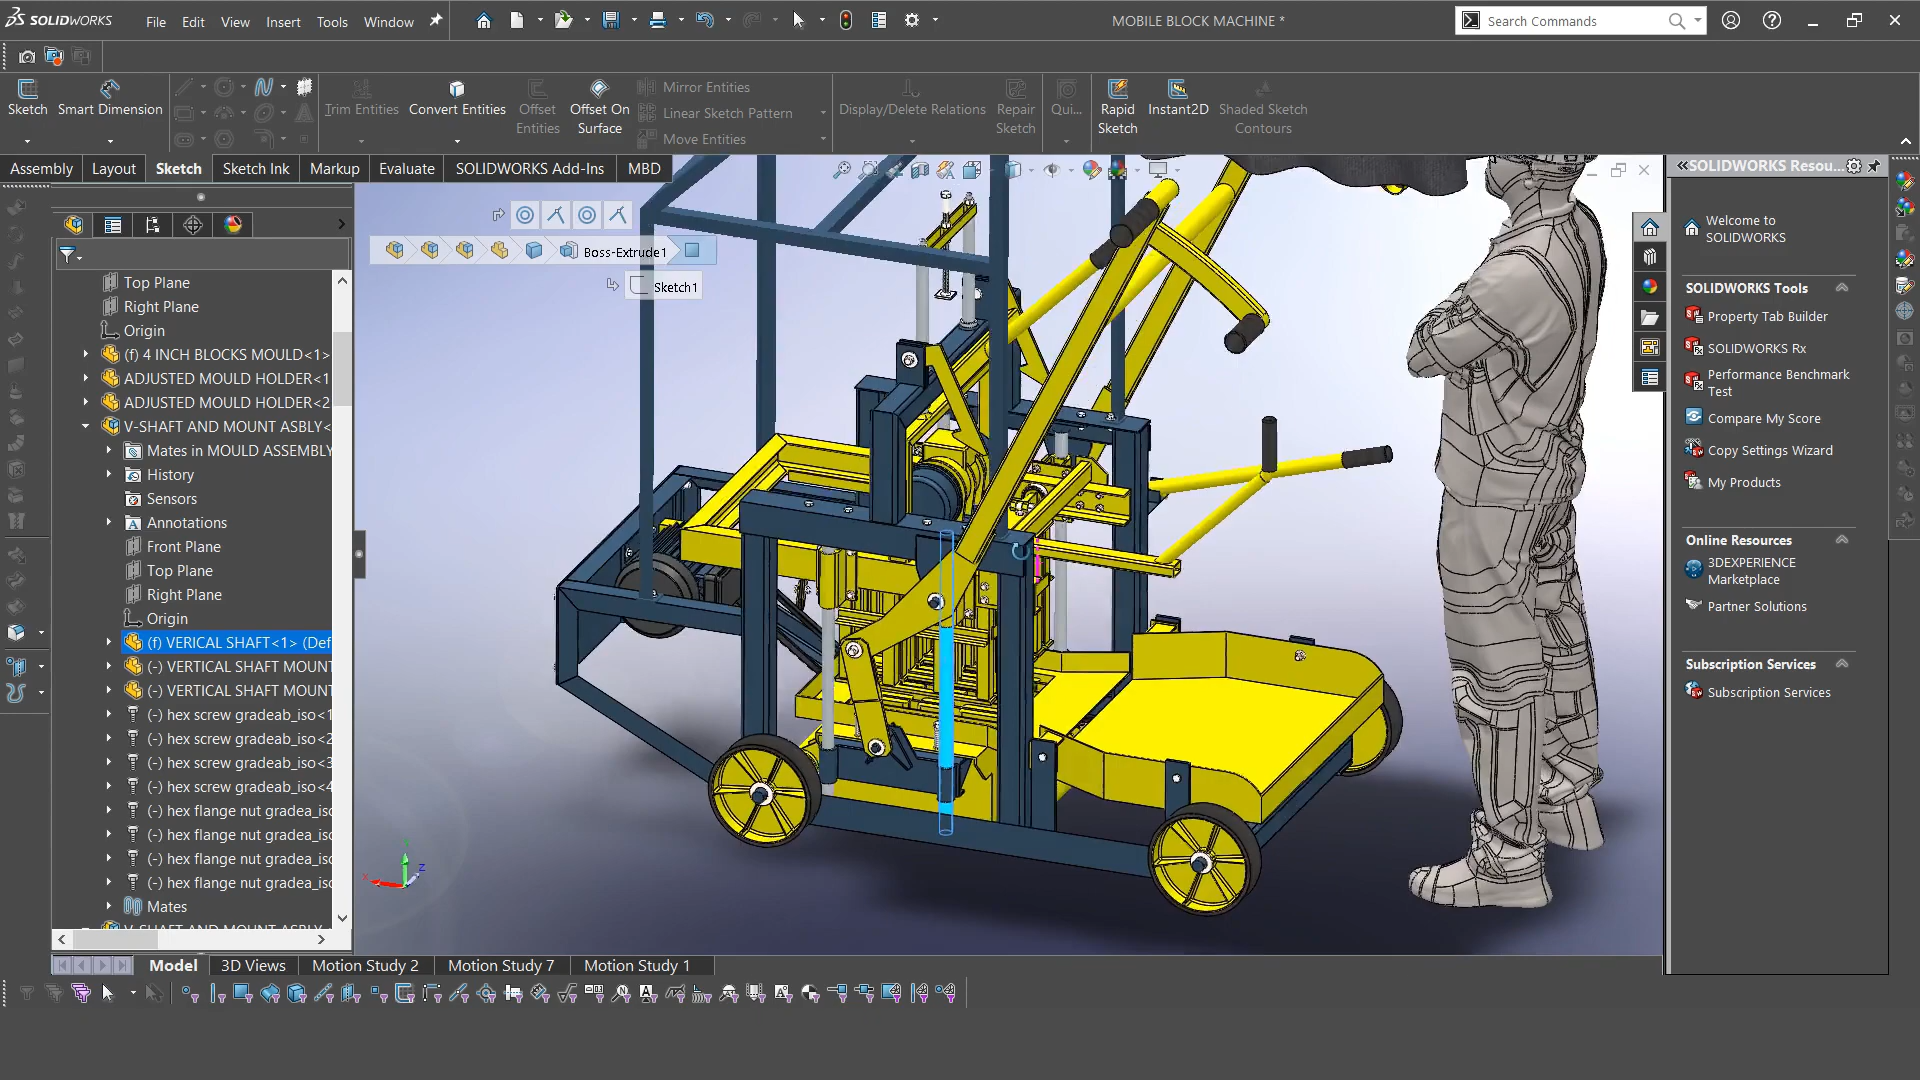 SOLIDWORKS
File Edit View Insert Tools Window
MOBILE BLOCK MACHINE *
Search Commands
Sketch
Smart Dimension
Trim Entities
Convert Entities
Offset Entities
Offset On Surface
Mirror Entities
Linear Sketch Pattern
Move Entities
Display/Delete Relations
Repair Sketch
Qui...
Rapid Sketch
Instant2D
Shaded Sketch Contours
Assembly Layout Sketch Sketch Ink Markup Evaluate SOLIDWORKS Add-Ins MBD
Boss-Extrude1
Sketch1
Top Plane
Right Plane
Origin
(f) 4 INCH BLOCKS MOULD<1>
ADJUSTED MOULD HOLDER<1
ADJUSTED MOULD HOLDER<2
V-SHAFT AND MOUNT ASBLY<
Mates in MOULD ASSEMBLY
History
Sensors
Annotations
Front Plane
Top Plane
Right Plane
Origin
(f) VERICAL SHAFT<1> (Def
(-) VERTICAL SHAFT MOUNT
(-) VERTICAL SHAFT MOUNT
(-) hex screw gradeab_iso<1
(-) hex screw gradeab_iso<2
(-) hex screw gradeab_iso<3
(-) hex screw gradeab_iso<4
(-) hex flange nut gradea_iso
(-) hex flange nut gradea_iso
(-) hex flange nut gradea_iso
(-) hex flange nut gradea_iso
Mates
V-SHAFT AND MOUNT ASBLY
Model 3D Views Motion Study 2 Motion Study 7 Motion Study 1
SOLIDWORKS Resou...
Welcome to
SOLIDWORKS
SOLIDWORKS Tools
Property Tab Builder
SOLIDWORKS Rx
Performance Benchmark
Test
Compare My Score
Copy Settings Wizard
My Products
Online Resources
3DEXPERIENCE
Marketplace
Partner Solutions
Subscription Services
Subscription Services